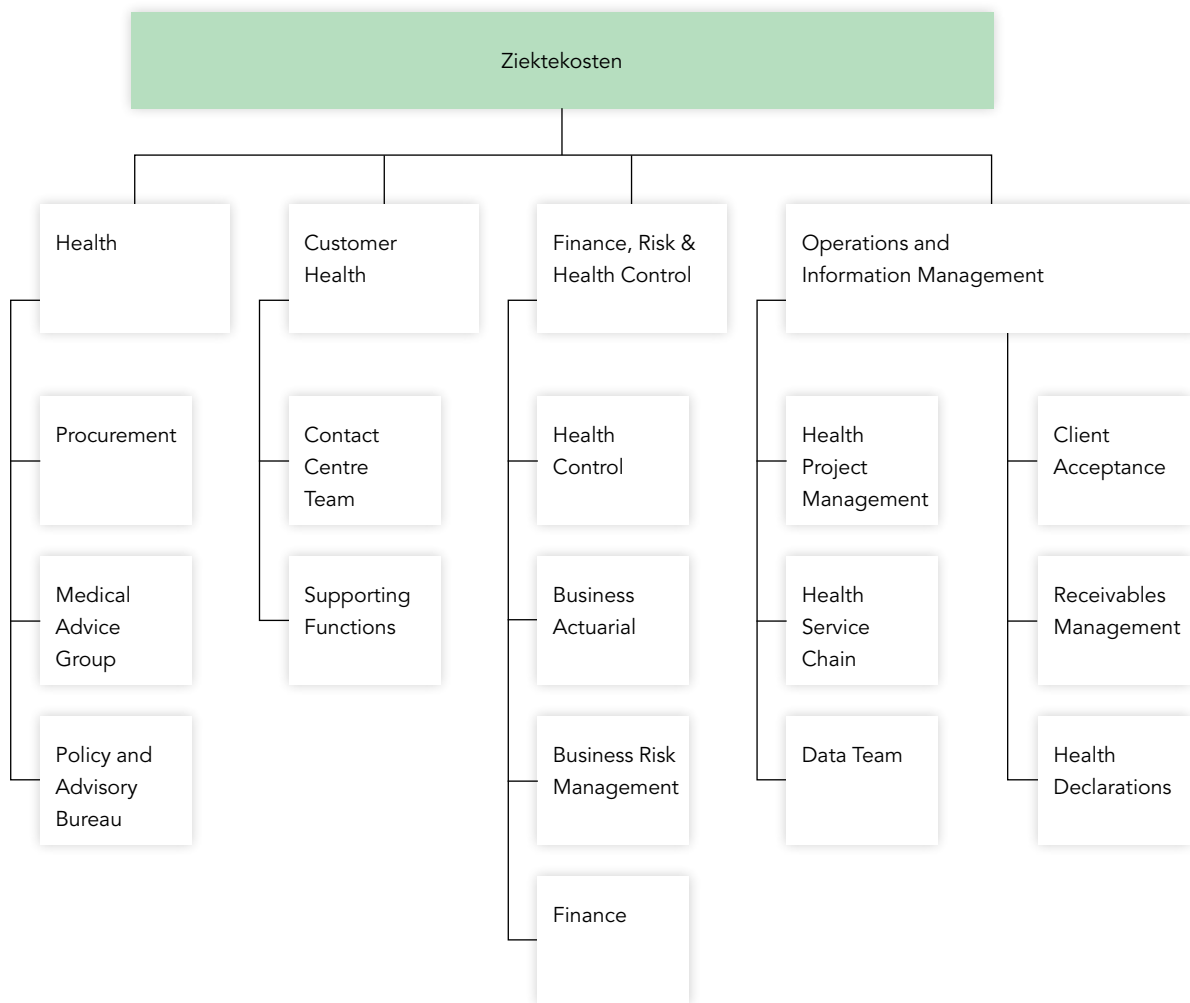 Ziektekosten
Health
Customer
Health
Finance, Risk &
Health Control
Operations and
Information Management
Procurement
Medical
Advice
Group
Policy and
Advisory
Bureau
Contact
Centre
Team
Supporting
Functions
Health
Control
Business
Actuarial
Business Risk
Management
Finance
Health
Project
Management
Health
Service
Chain
Data Team
Client
Acceptance
Receivables
Management
Health
Declarations